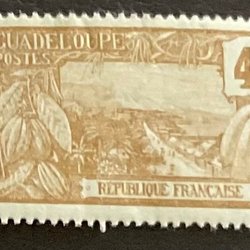 GUADELOUPE
POSTES
4
RÉPUBLIQUE FRANÇAISE